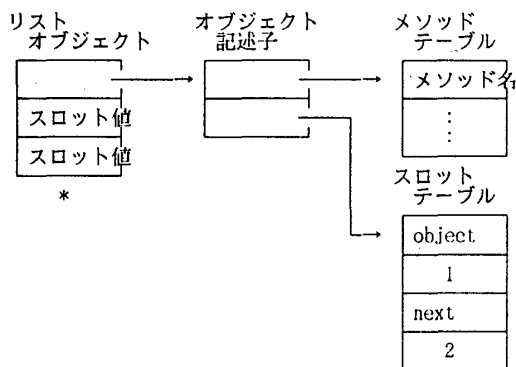 リスト
オブジェクト
スロット値
スロット値
*
オブジェクト
記述子
メソッド
テーブル
メソッド名
⋮
スロット
テーブル
object
1
next
2